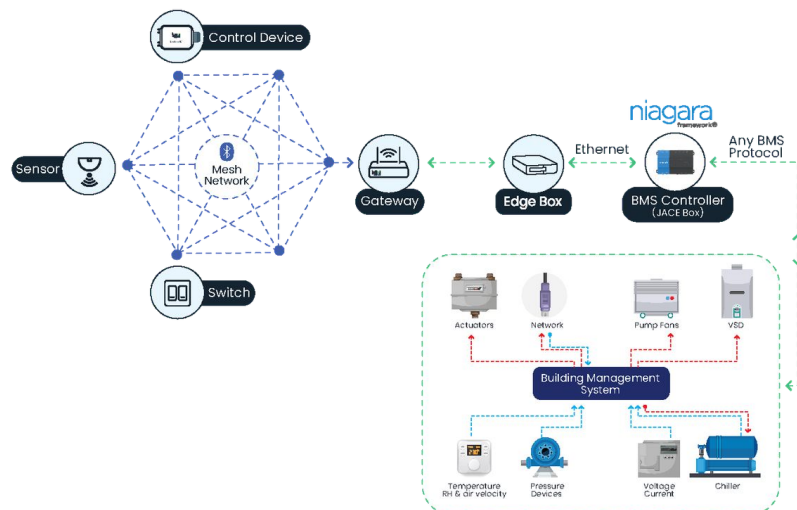 Control Device
Sensor
Mesh
Network
Switch
Gateway
Edge Box
Ethernet
niagara
framework®
BMS Controller
(JACE Box)
Any BMS
Protocol
Actuators
Network
Pump Fans
VSD
Building Management
System
Temperature
RH & air velocity
Pressure
Devices
Voltage
Current
Chiller